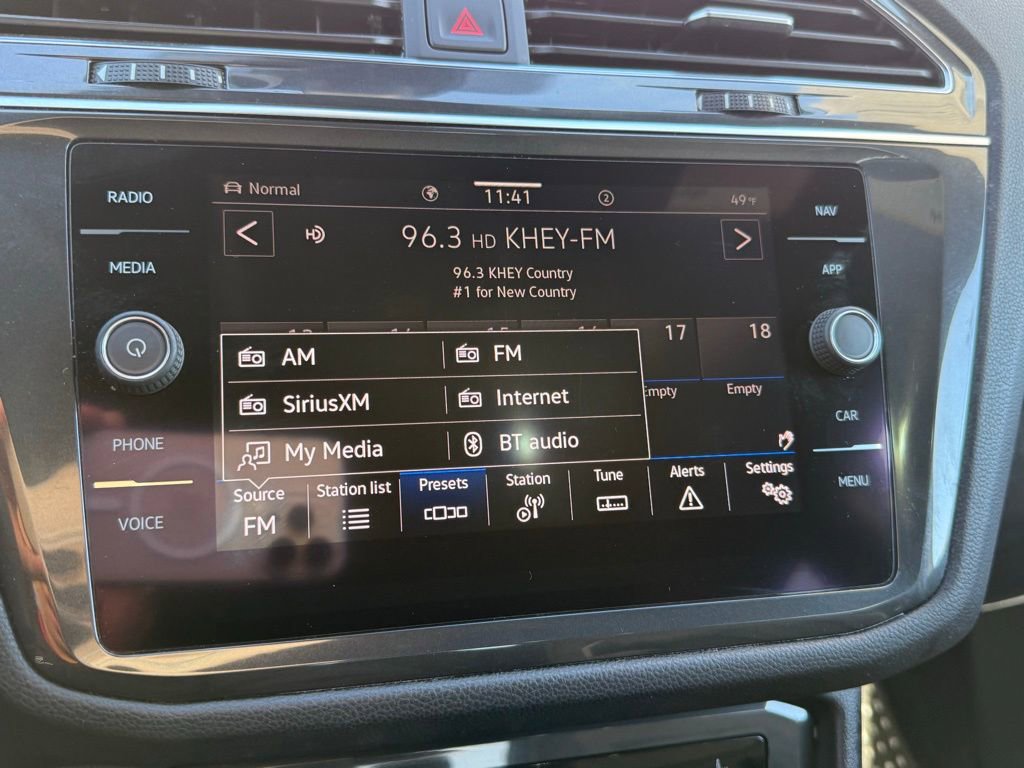 RADIO
MEDIA
PHONE
VOICE
Normal
11:41
2
49°F
96.3 HD KHEY-FM
96.3 KHEY Country
#1 for New Country
17
18
Empty
AM
FM
SiriusXM
Internet
My Media
BT audio
Source
FM
Station list
Presets
Station
Tune
Alerts
Settings
NAV
APP
CAR
MENU